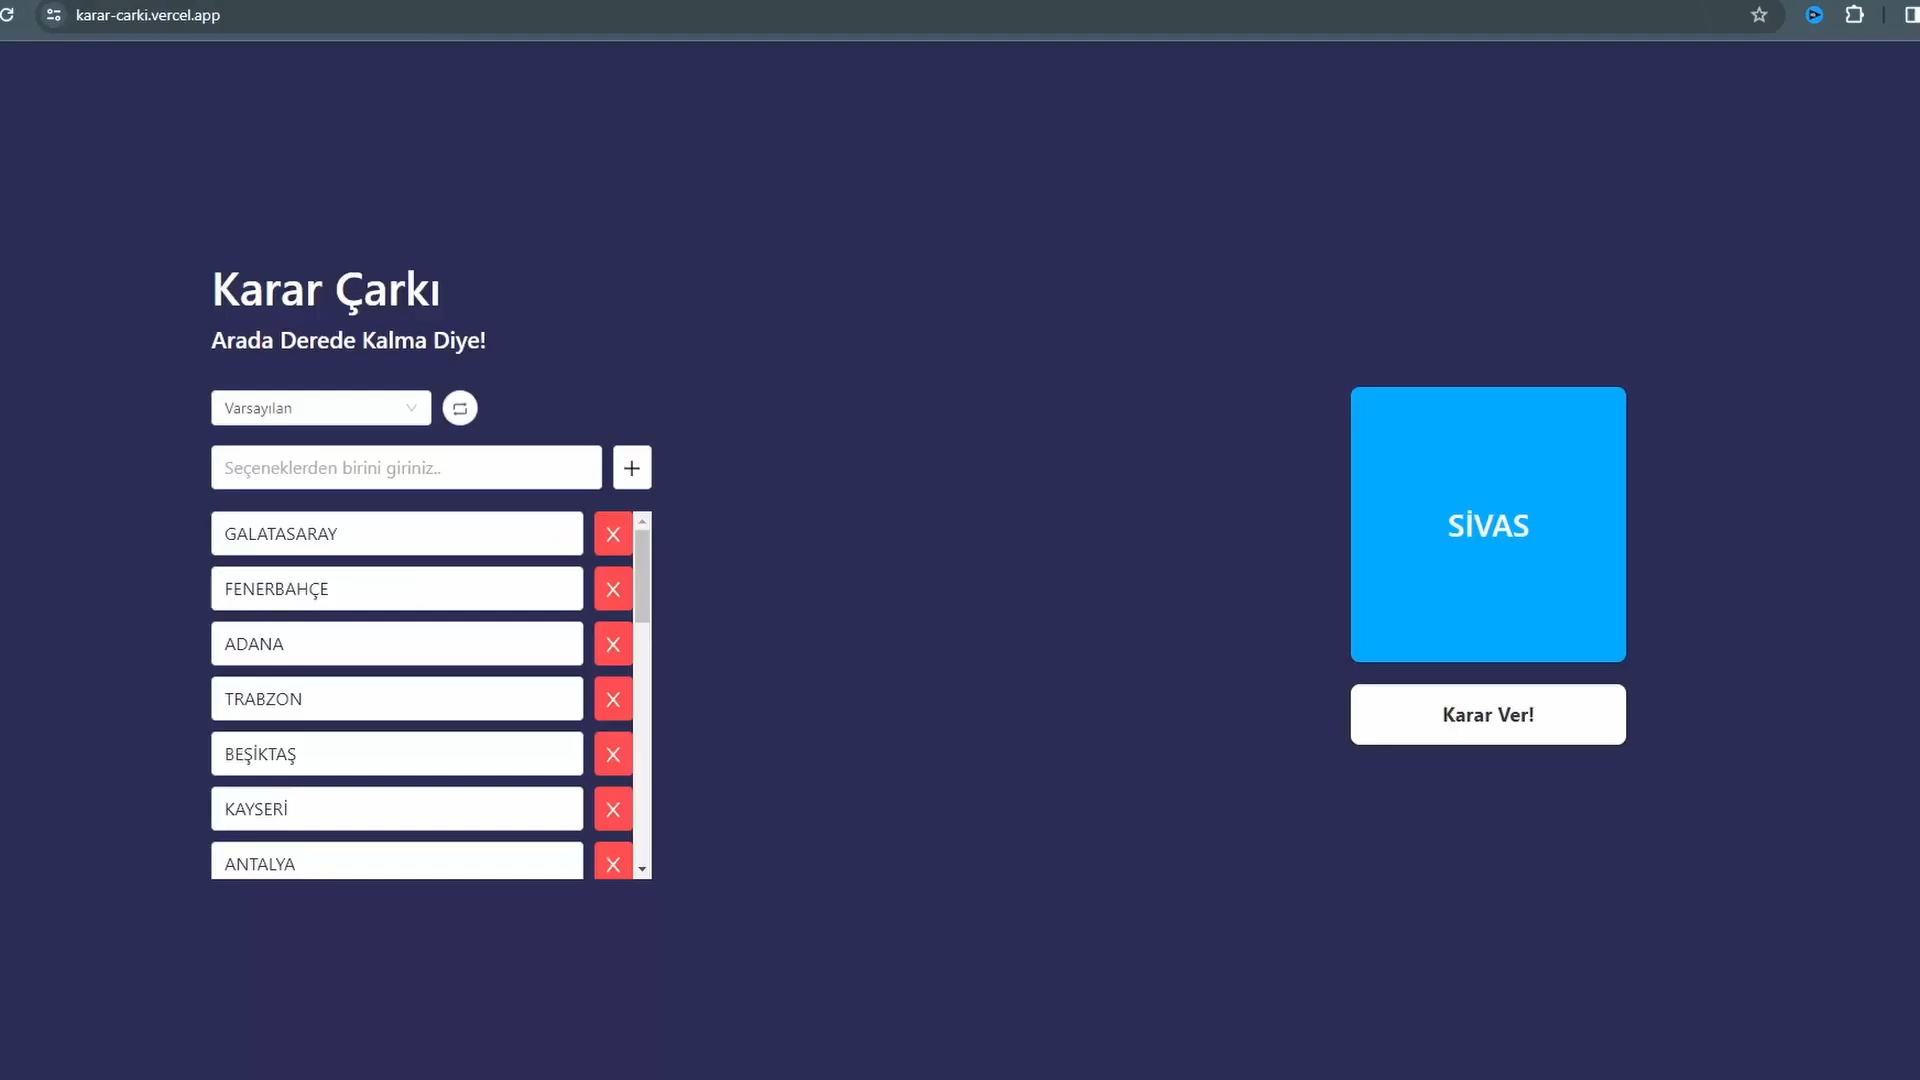 karar-carki.vercel.app
Karar Çarkı
Arada Derede Kalma Diye!
Varsayılan
Seçeneklerden birini giriniz..
GALATASARAY
FENERBAHÇE
ADANA
TRABZON
BEŞİKTAŞ
KAYSERİ
ANTALYA
SİVAS
Karar Ver!